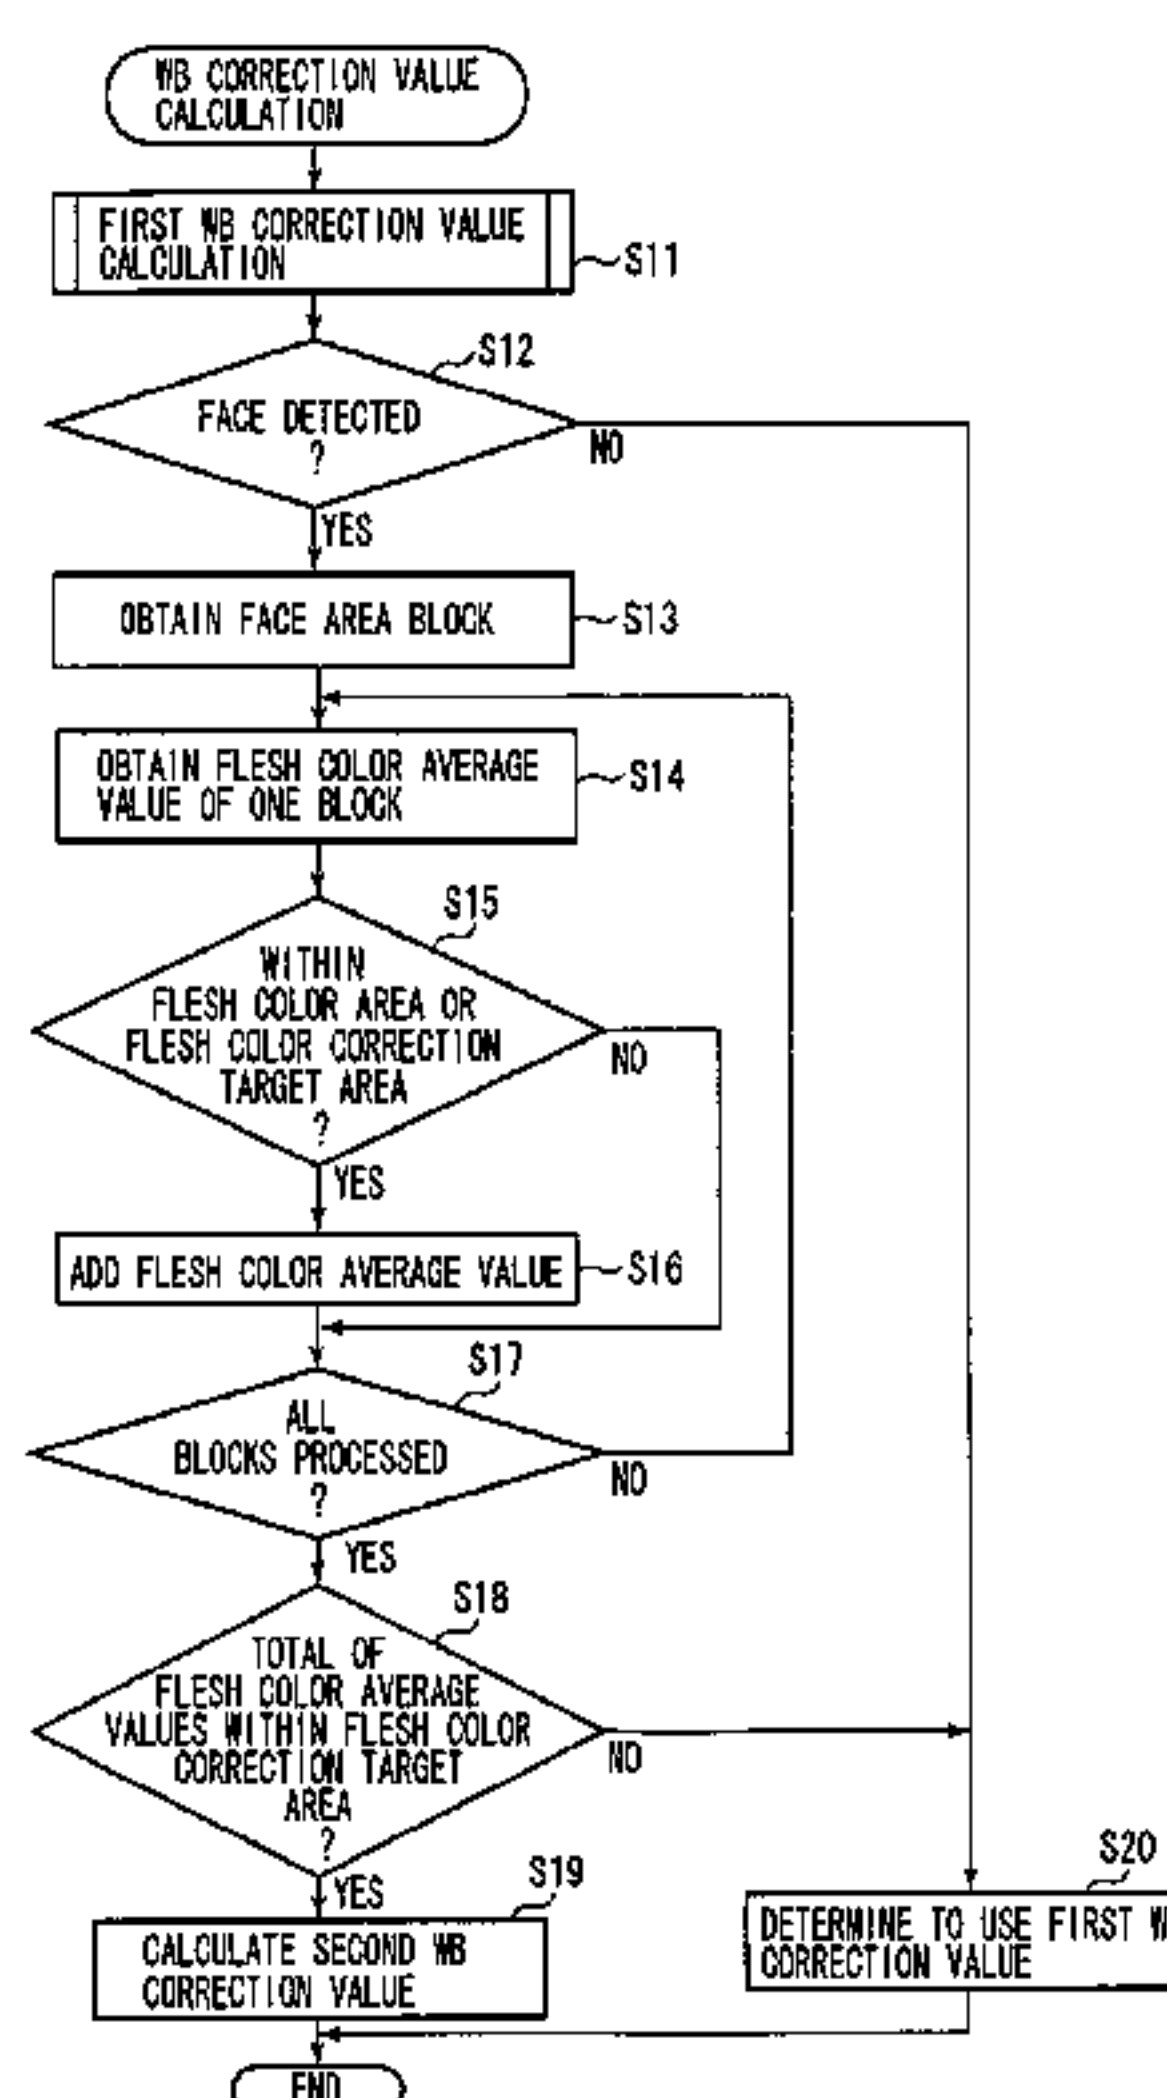 WB CORRECTION VALUE
CALCULATION
FIRST WB CORRECTION VALUE
CALCULATION
S11
S12
FACE DETECTED
?
NO
YES
OBTAIN FACE AREA BLOCK
S13
OBTAIN FLESH COLOR AVERAGE
VALUE OF ONE BLOCK
S14
S15
WITHIN
FLESH COLOR AREA OR
FLESH COLOR CORRECTION
TARGET AREA
?
NO
YES
ADD FLESH COLOR AVERAGE VALUE
S16
S17
ALL
BLOCKS PROCESSED
?
NO
YES
S18
TOTAL OF
FLESH COLOR AVERAGE
VALUES WITHIN FLESH COLOR
CORRECTION TARGET
AREA
?
NO
YES
S19
CALCULATE SECOND WB
CORRECTION VALUE
S20
DETERMINE TO USE FIRST
CORRECTION VALUE
END